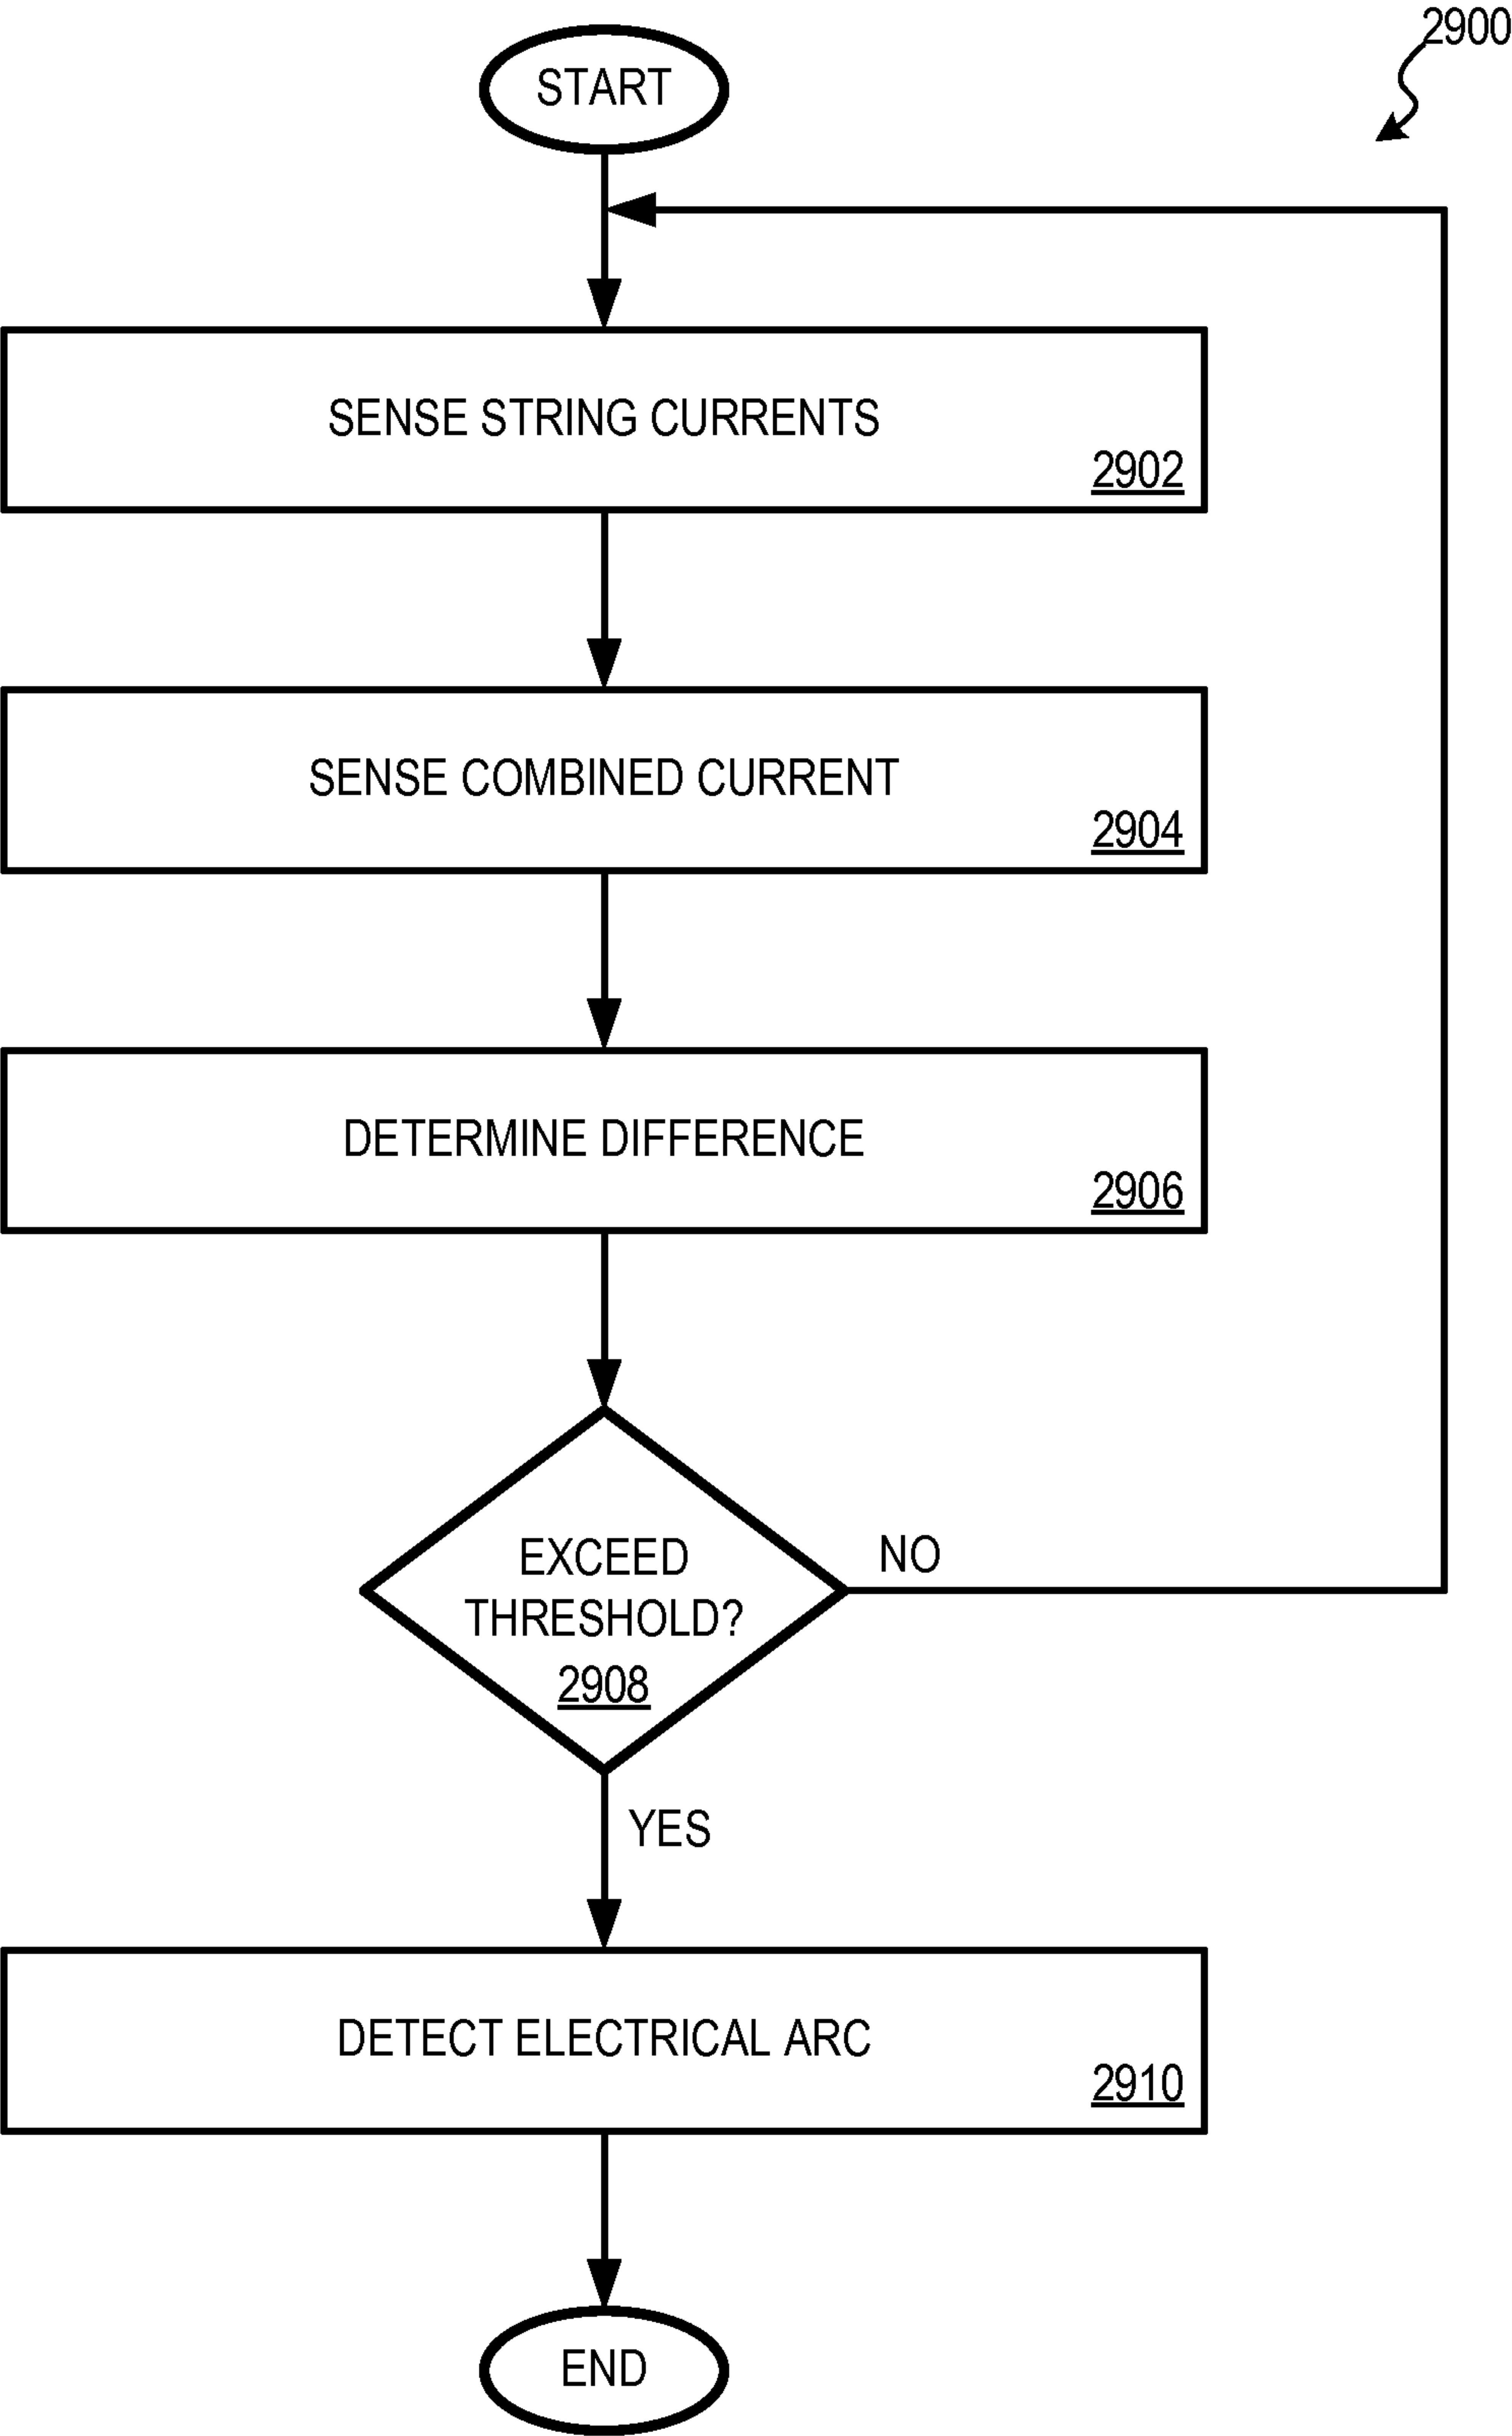 2900
START
SENSE STRING CURRENTS
2902
SENSE COMBINED CURRENT
2904
DETERMINE DIFFERENCE
2906
EXCEED
THRESHOLD?
2908
NO
YES
DETECT ELECTRICAL ARC
2910
END